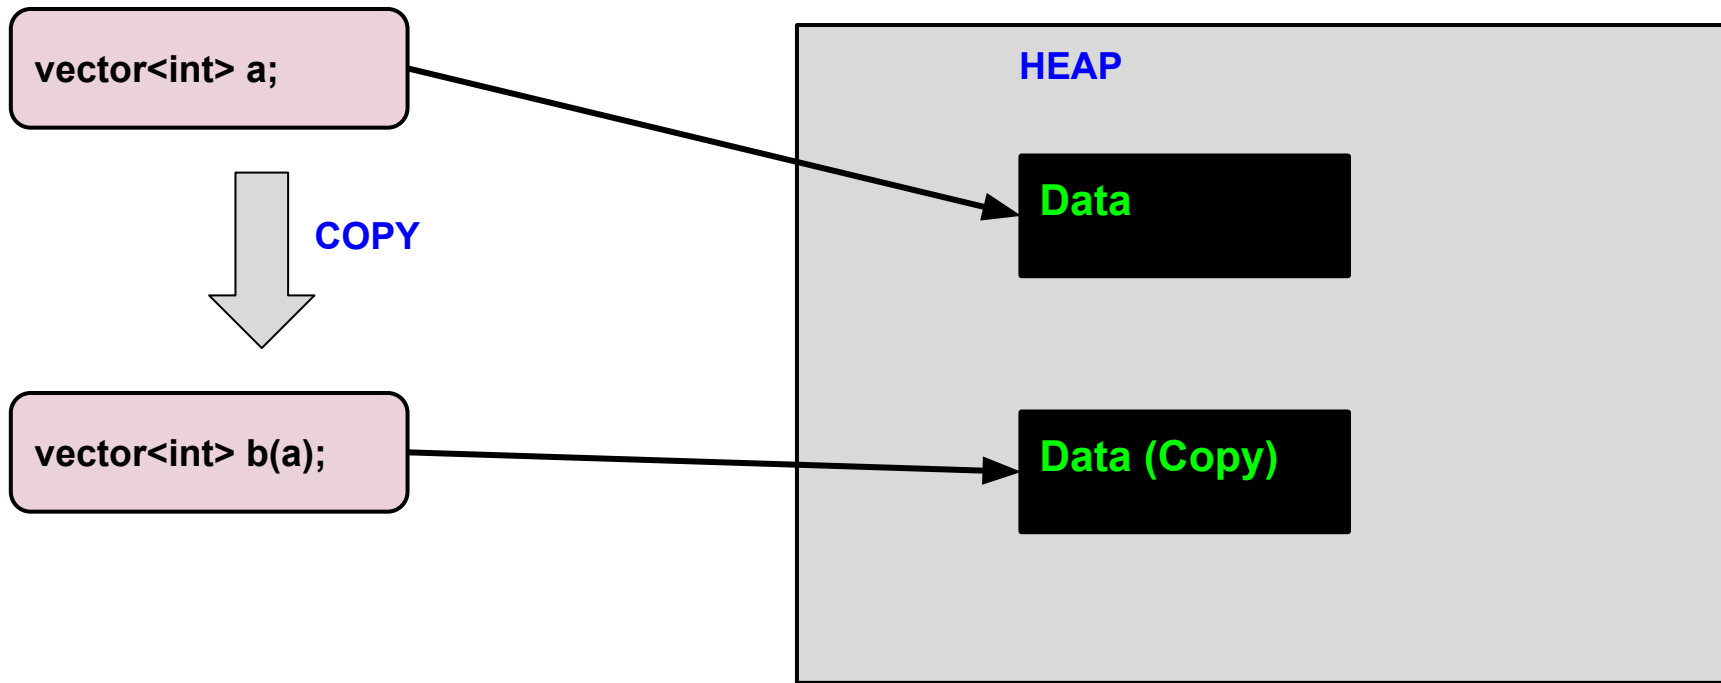 vector<int> a;
HEAP
Data
COPY
vector<int> b(a);
Data (Copy)